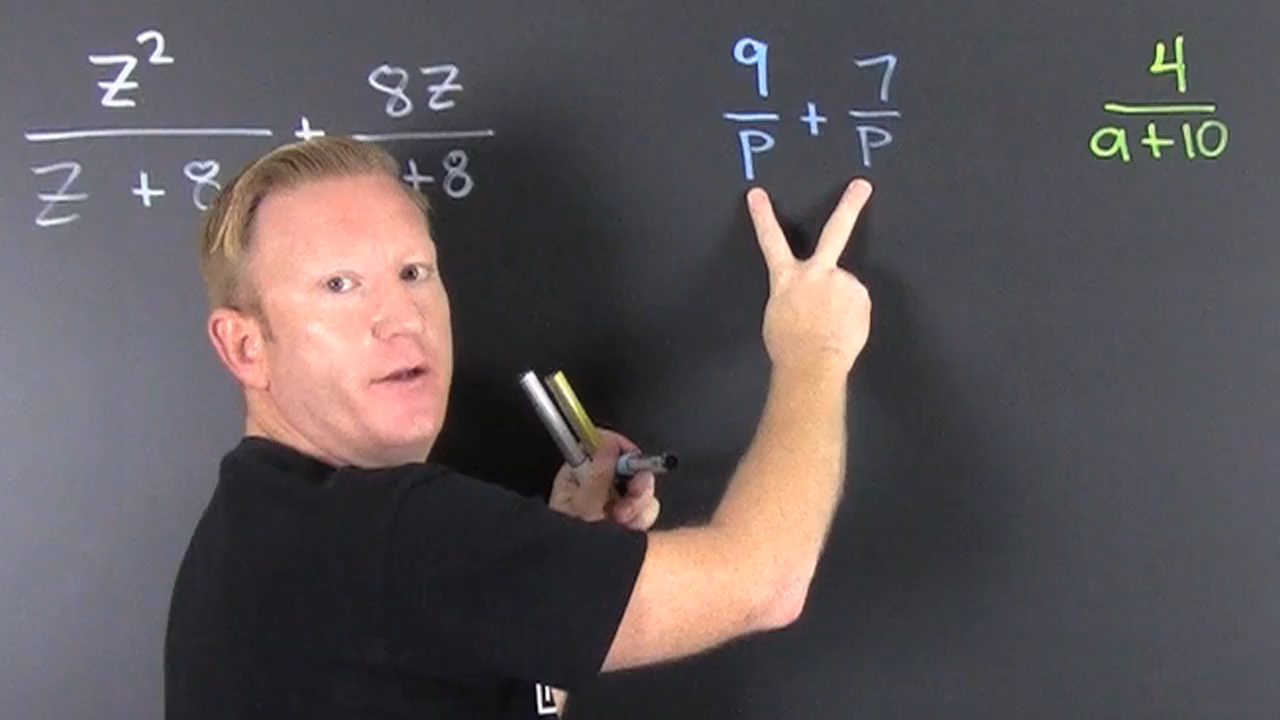 z² + 8z
z + 8 +8
9 + 7
p p
4
a+10